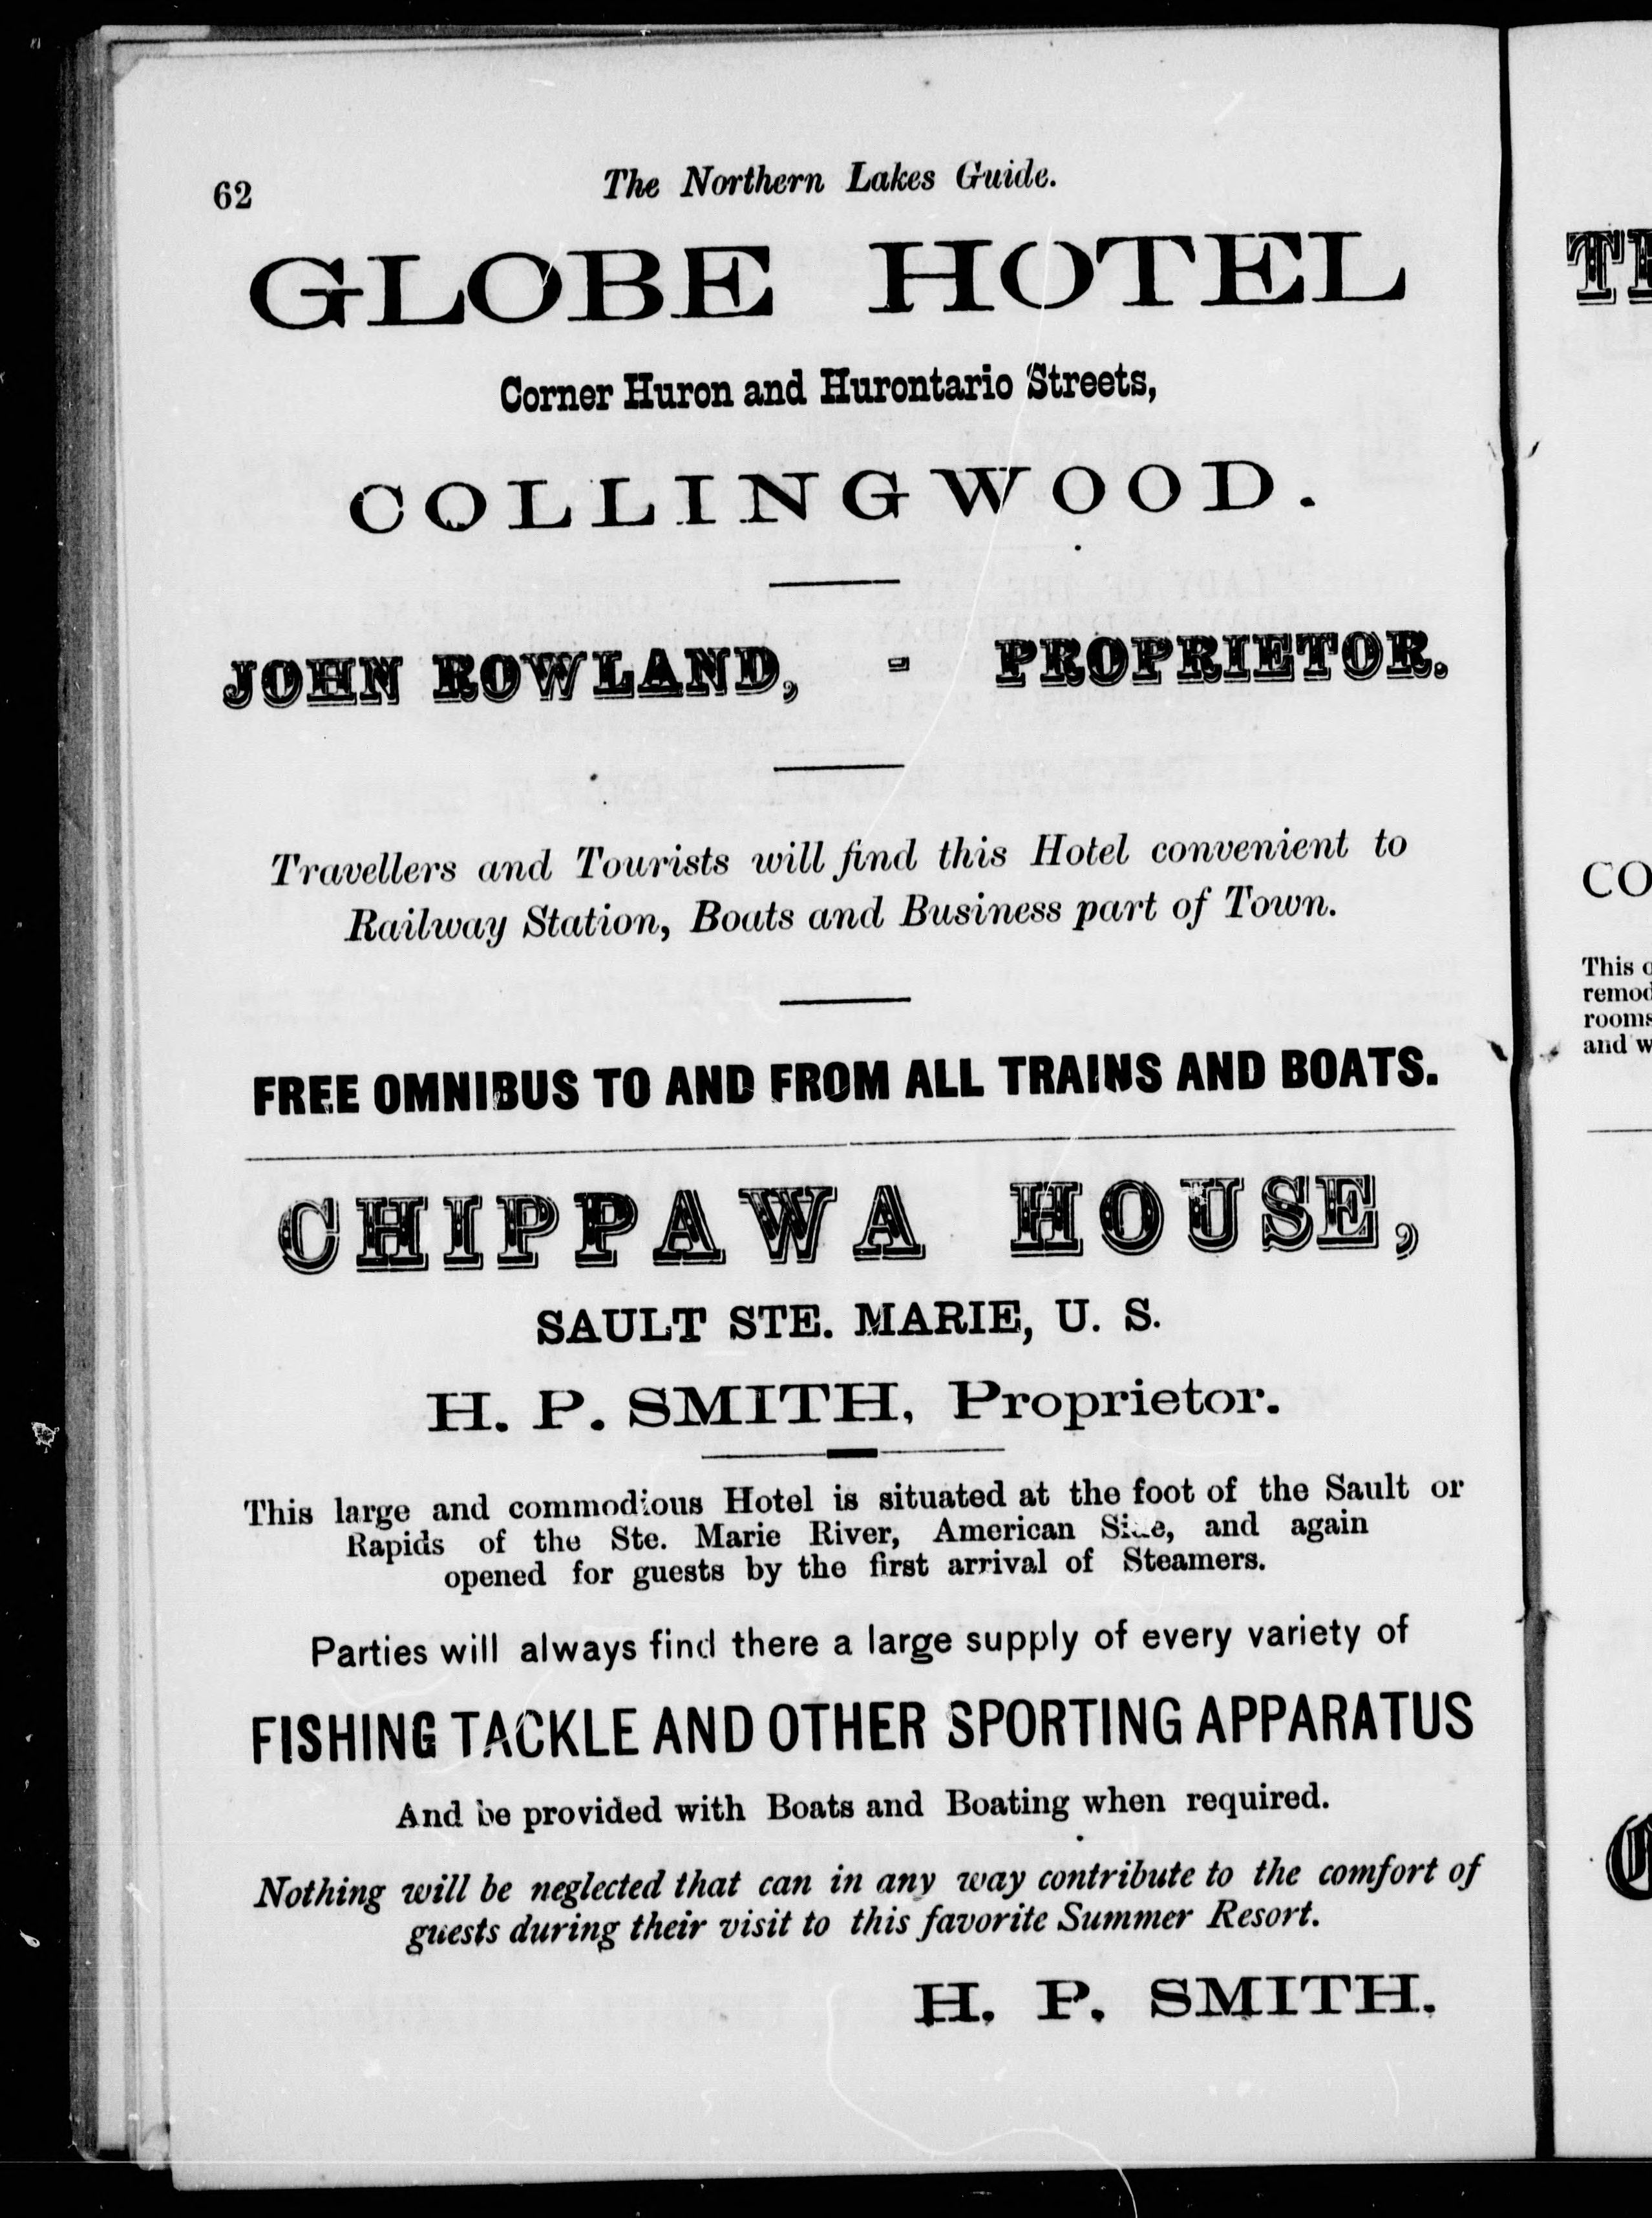 62
The Northern Lakes Guide.
GLOBE HOTEL
Corner Huron and Hurontario Streets,
COLLINGWOOD.
JOHN ROWLAND, - PROPRIETOR.
Travellers and Tourists will find this Hotel convenient to
Railway Station, Boats and Business part of Town.
FREE OMNIBUS TO AND FROM ALL TRAINS AND BOATS.
CHIPPAWA HOUSE,
SAULT STE. MARIE, U. S.
H. P. SMITH, Proprietor.
This large and commodious Hotel is situated at the foot of the Sault or
Rapids of the Ste. Marie River, American Side, and again
opened for guests by the first arrival of Steamers.
Parties will always find there a large supply of every variety of
FISHING TACKLE AND OTHER SPORTING APPARATUS
And be provided with Boats and Boating when required.
Nothing will be neglected that can in any way contribute to the comfort of
guests during their visit to this favorite Summer Resort.
H. P. SMITH.
CO
This
remod
rooms
and w